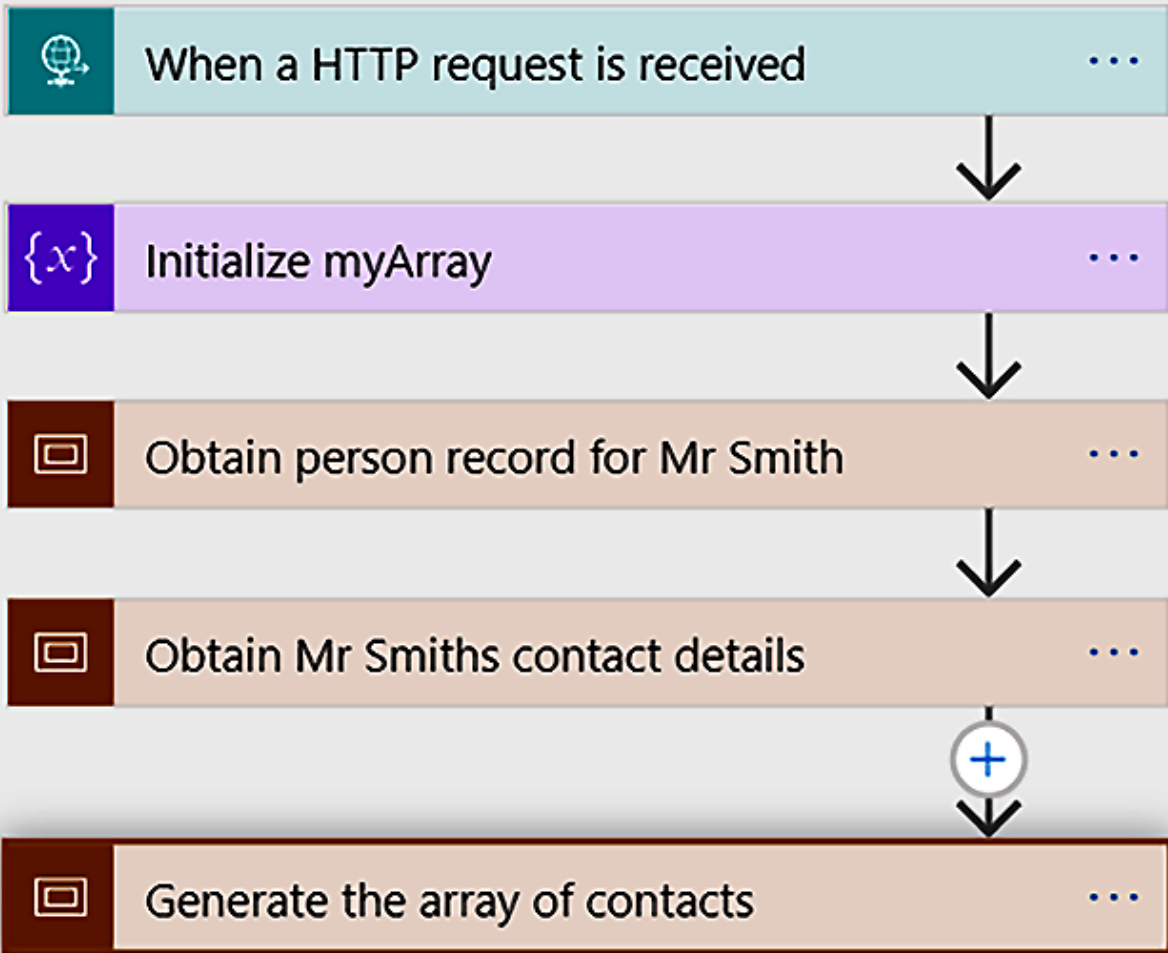 When a HTTP request is received
{x} Initialize myArray
Obtain person record for Mr Smith
Obtain Mr Smiths contact details
Generate the array of contacts